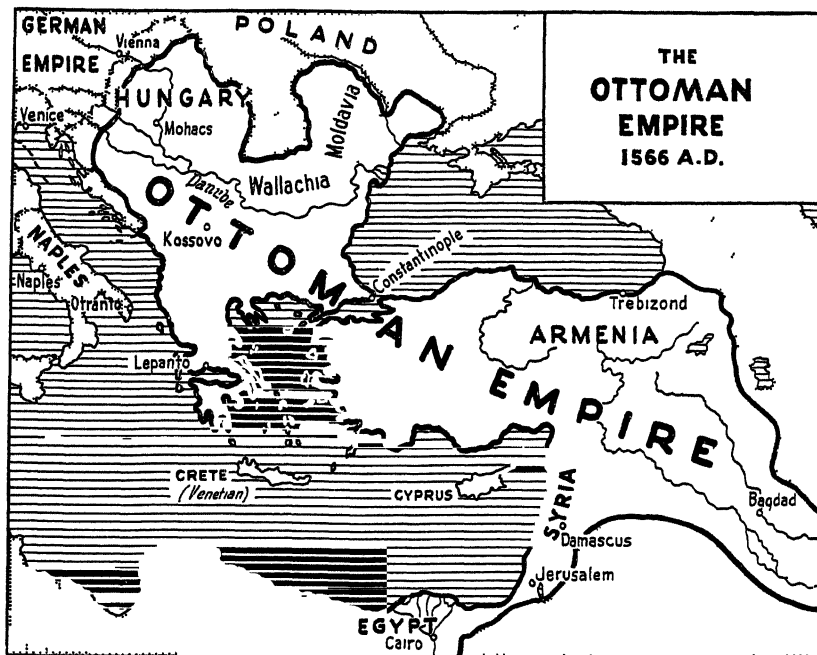 GERMAN
EMPIRE
POLAND
Vienna
THE
OTTOMAN
EMPIRE
1566 A.D.
HUNGARY
Venice
Mohacs
Moldavia
Wallachia
Danube
OTTOMAN EMPIRE
Kossovo
NAPLES
Naples
Otranto
Constantinople
Trebizond
ARMENIA
Lepanto
CRETE
(Venetian)
CYPRUS
SYRIA
Bagdad
Damascus
Jerusalem
EGYPT
Cairo